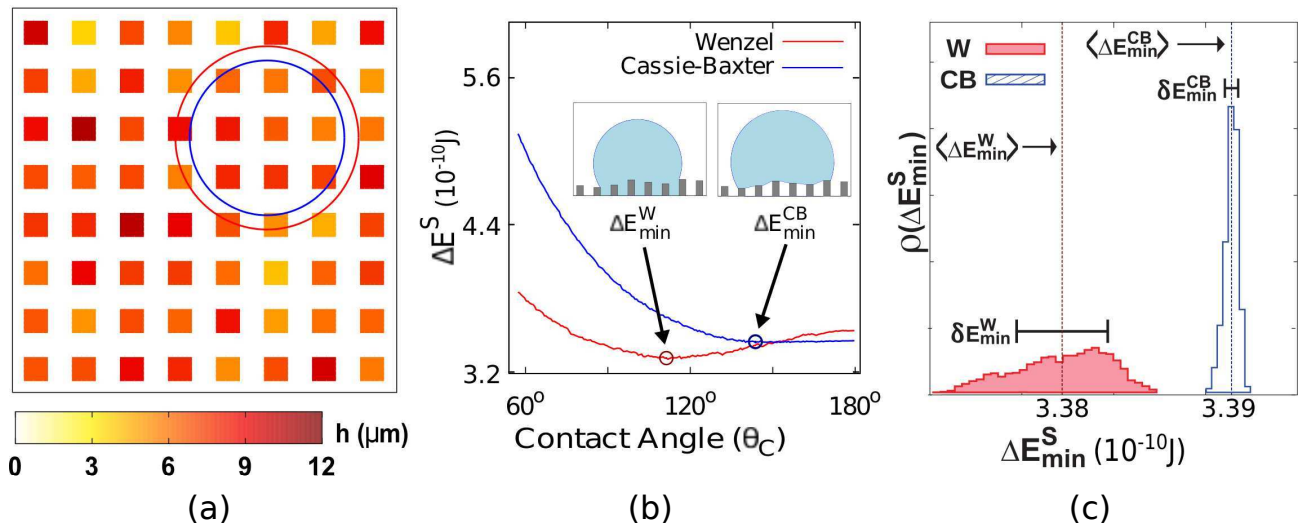 0 3 6 9 12 h (μm)
(a)
Wenzel
Cassie-Baxter
5.6
4.4
3.2
ΔE^S (10^-10 J)
ΔE^W_min
ΔE^CB_min
60° 120° 180°
Contact Angle (θ_C)
(b)
W
CB
⟨ΔE^CB_min⟩
δE^CB_min
⟨ΔE^W_min⟩
δE^W_min
ρ(ΔE^S_min)
3.38 3.39
ΔE^S_min (10^-10 J)
(c)